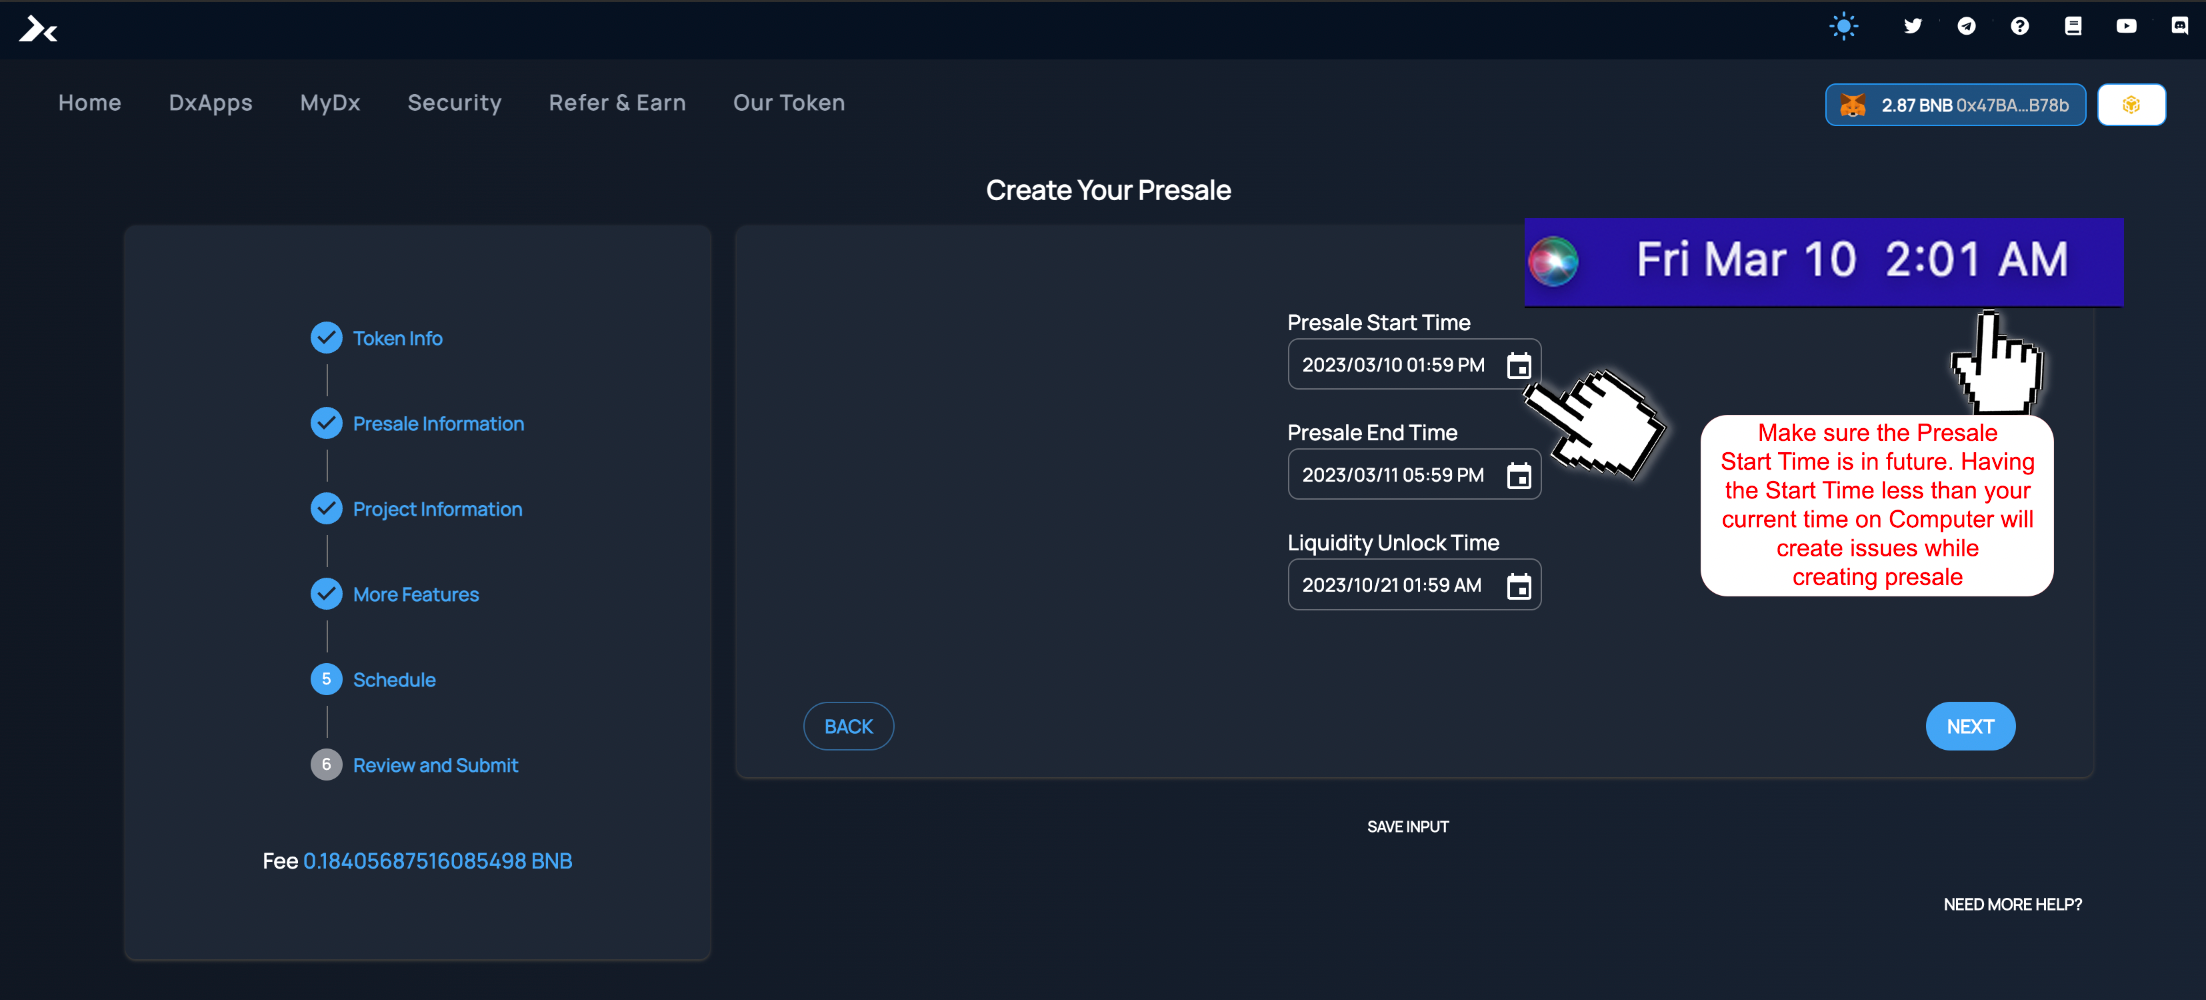 Home DxApps MyDx Security Refer & Earn Our Token
2.87 BNB 0x47BA...B78b
Create Your Presale
Fri Mar 10 2:01 AM
Token Info
Presale Information
Project Information
More Features
5 Schedule
6 Review and Submit
Fee 0.18405687516085498 BNB
Presale Start Time
2023/03/10 01:59 PM
Presale End Time
2023/03/11 05:59 PM
Liquidity Unlock Time
2023/10/21 01:59 AM
Make sure the Presale
Start Time is in future. Having
the Start Time less than your
current time on Computer will
create issues while
creating presale
BACK
NEXT
SAVE INPUT
NEED MORE HELP?